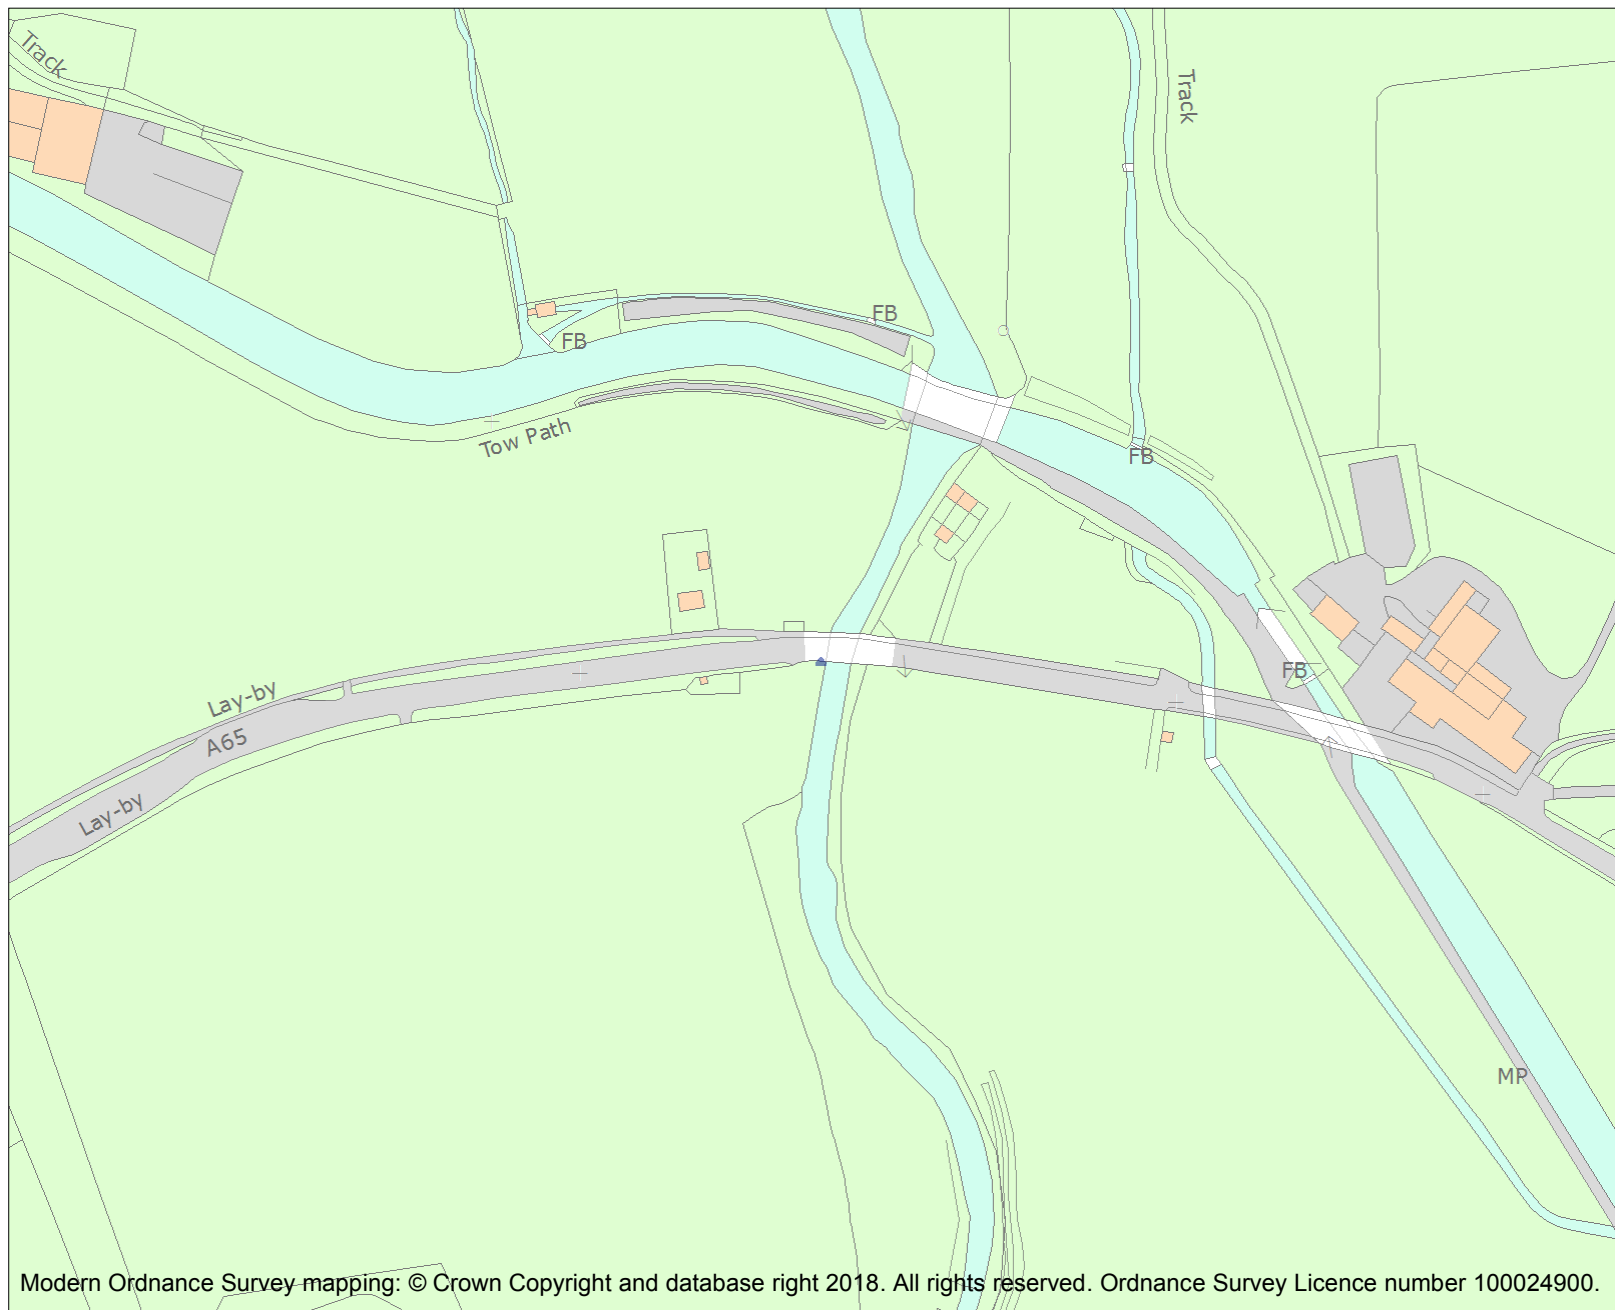 Track
Track
FB
FB
Tow Path
FB
FB
Lay-by
A65
Lay-by
MP
Modern Ordnance Survey mapping: © Crown Copyright and database right 2018. All rights reserved. Ordnance Survey Licence number 100024900.